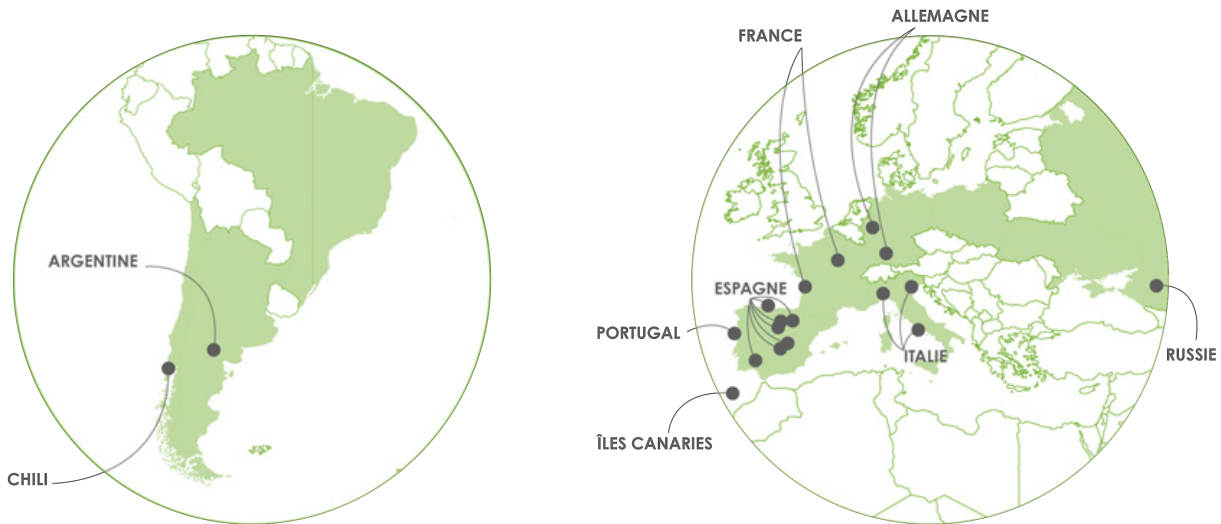 ARGENTINE
CHILI
ALLEMAGNE
FRANCE
ESPAGNE
PORTUGAL
ITALIE
RUSSIE
ÎLES CANARIES